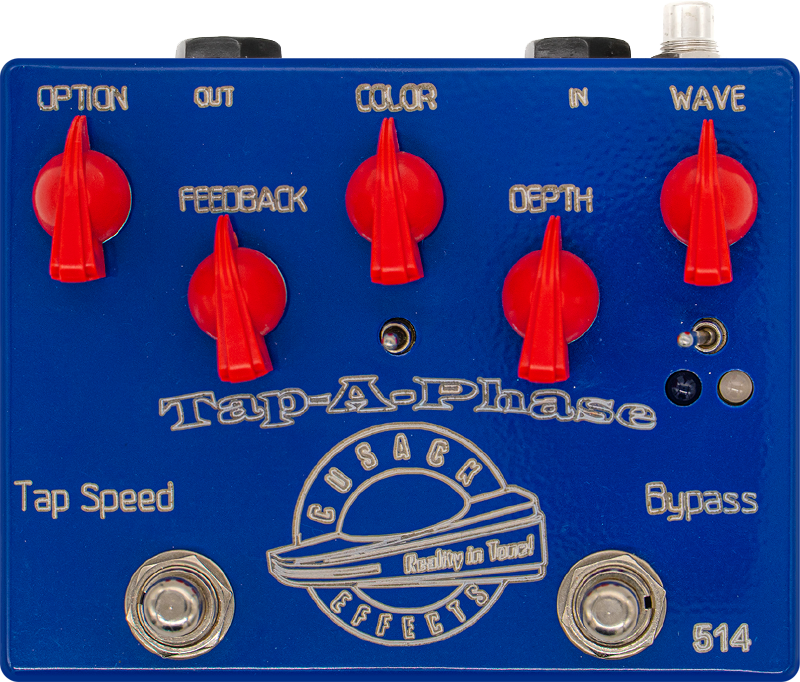 OPTION
OUT
COLOR
IN
WAVE
FEEDBACK
DEPTH
Tap-A-Phase
CUSACK
Tap Speed
Bypass
Reality in Tone!
EFFECTS
514